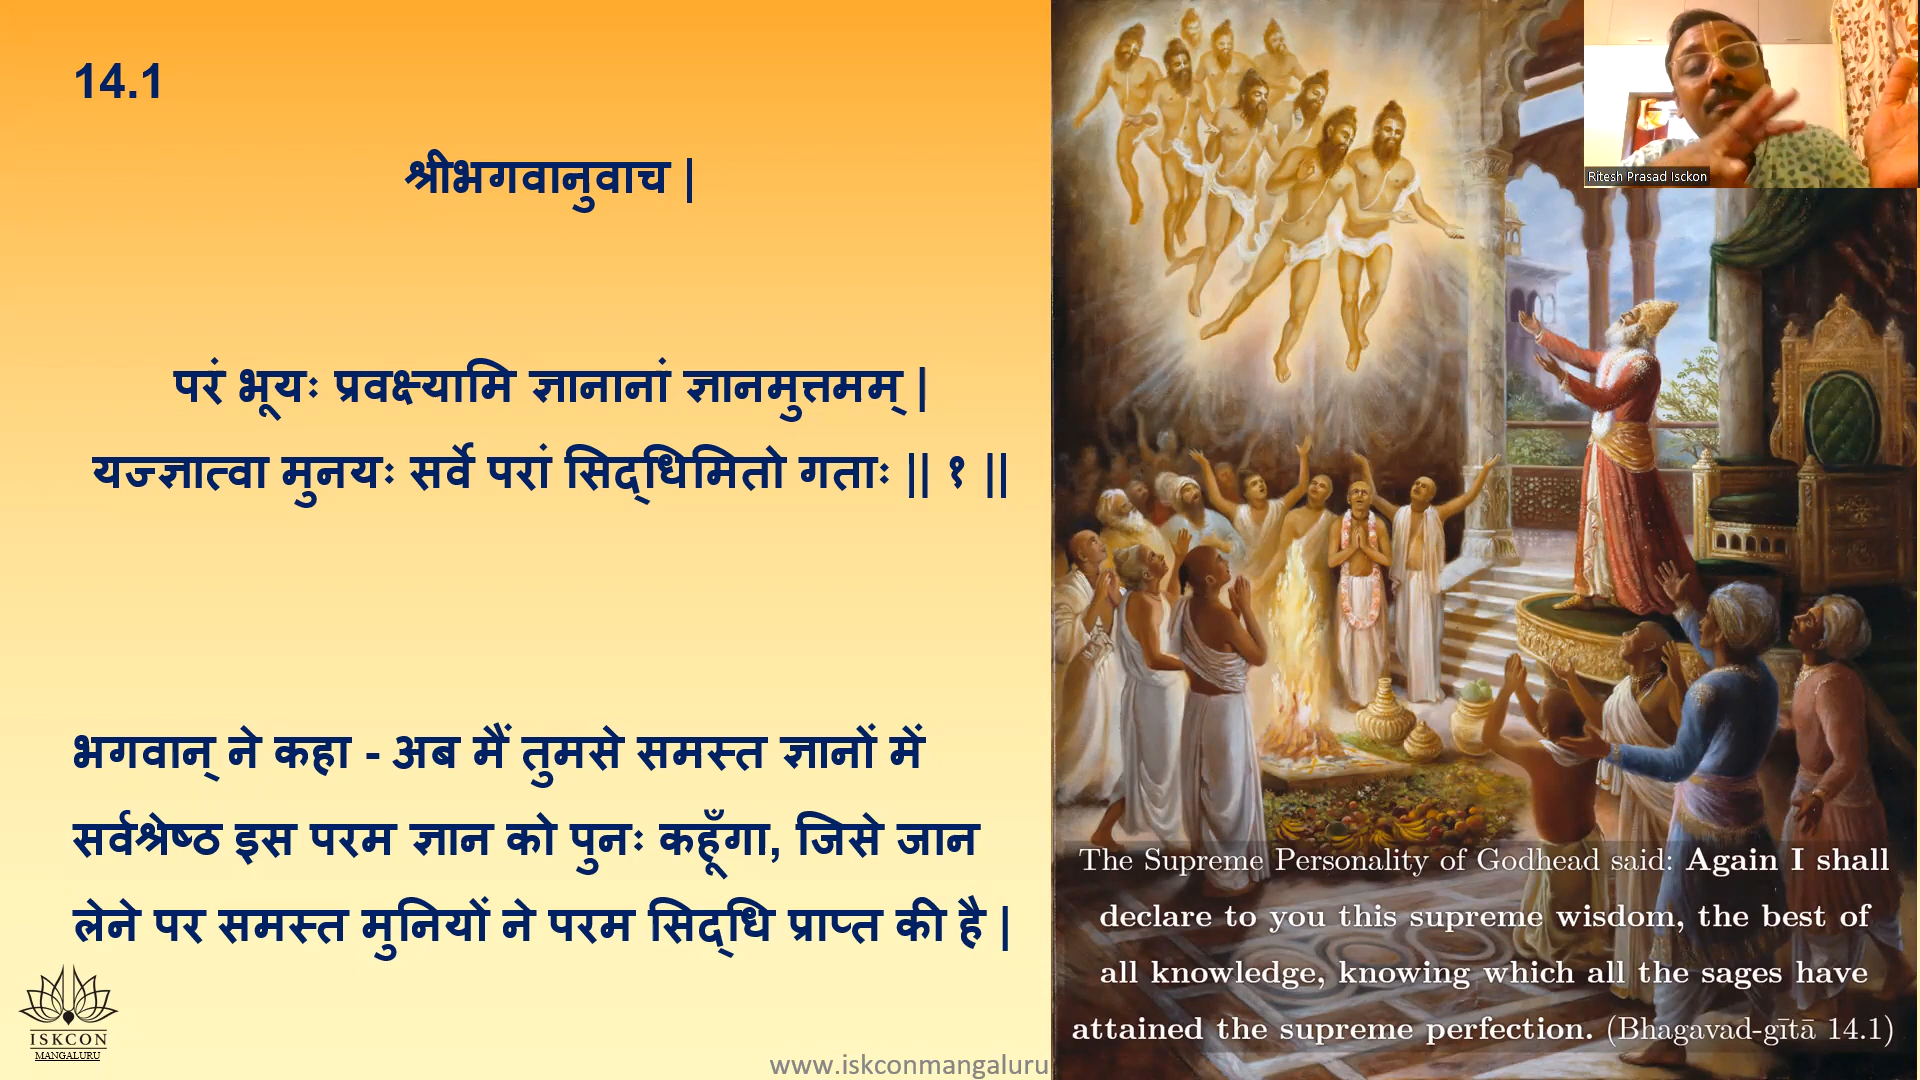 14.1
श्रीभगवानुवाच |
परं भूयः प्रवक्ष्यामि ज्ञानानां ज्ञानमुत्तमम् |
यज्ज्ञात्वा मुनयः सर्वे परां सिद्धिमितो गताः || १ ||
भगवान् ने कहा - अब मैं तुमसे समस्त ज्ञानों में
सर्वश्रेष्ठ इस परम ज्ञान को पुनः कहूँगा, जिसे जान
लेने पर समस्त मुनियों ने परम सिद्धि प्राप्त की है |
ISKCON
MANGALURU
www.iskconmangaluru
Ritesh Prasad Isckon
The Supreme Personality of Godhead said: Again I shall
declare to you this supreme wisdom, the best of
all knowledge, knowing which all the sages have
attained the supreme perfection. (Bhagavad-gītā 14.1)